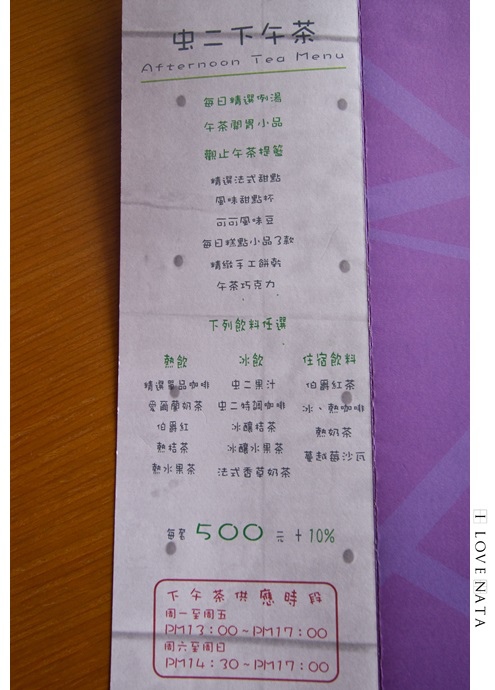 虫二下午茶
Afternoon Tea Menu
每日精選例湯
午茶開胃小品
觀止午茶提籃
精選法式甜點
風味甜點杯
可可風味豆
每日糕點小品3款
精緻手工餅乾
午茶巧克力
下列飲料任選
熱飲 冰飲 住宿飲料
精選單品咖啡 虫二果汁 伯爵紅茶
愛爾蘭奶茶 虫二特調咖啡 冰、熱咖啡
伯爵紅 冰釀桔茶 熱奶茶
熱桔茶 冰釀水果茶 蔓越莓沙瓦
熱水果茶 法式香草奶茶
每套 500 元 + 10%
下午茶供應時段
周一至周五
PM13:00~PM17:00
周六至周日
PM14:30~PM17:00
I LOVENATA